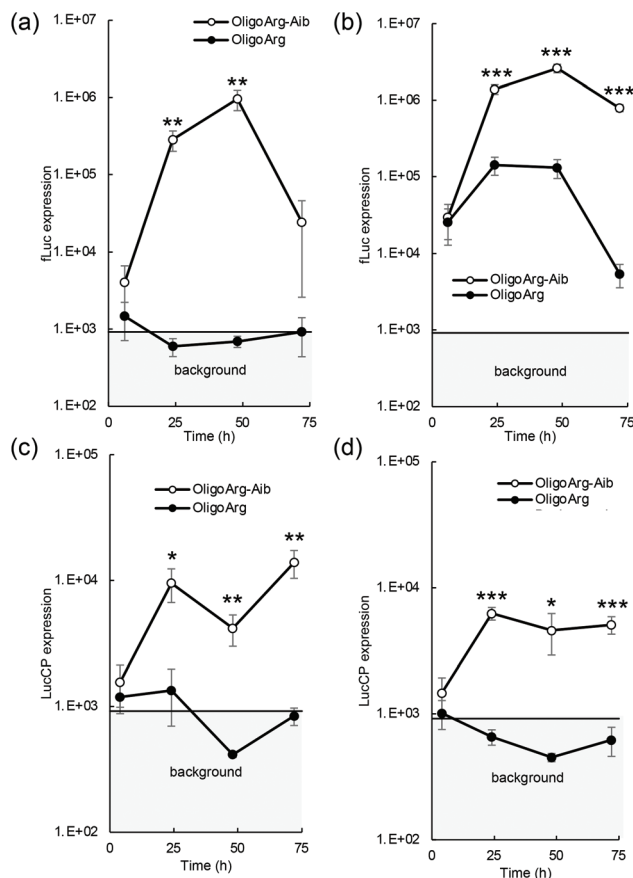 (a)
OligoArg-Aib
OligoArg
1.E+07
1.E+06
1.E+05
1.E+04
1.E+03
1.E+02
fLuc expression
**
**
background
0
25
50
75
Time (h)
(b)
1.E+07
1.E+06
1.E+05
1.E+04
1.E+03
1.E+02
fLuc expression
***
***
***
OligoArg-Aib
OligoArg
background
0
25
50
75
Time (h)
(c)
1.E+05
1.E+04
1.E+03
1.E+02
LucCP expression
OligoArg-Aib
OligoArg
*
**
**
background
0
25
50
75
Time (h)
(d)
1.E+05
1.E+04
1.E+03
1.E+02
LucCP expression
OligoArg-Aib
OligoArg
***
*
***
background
0
25
50
75
Time (h)